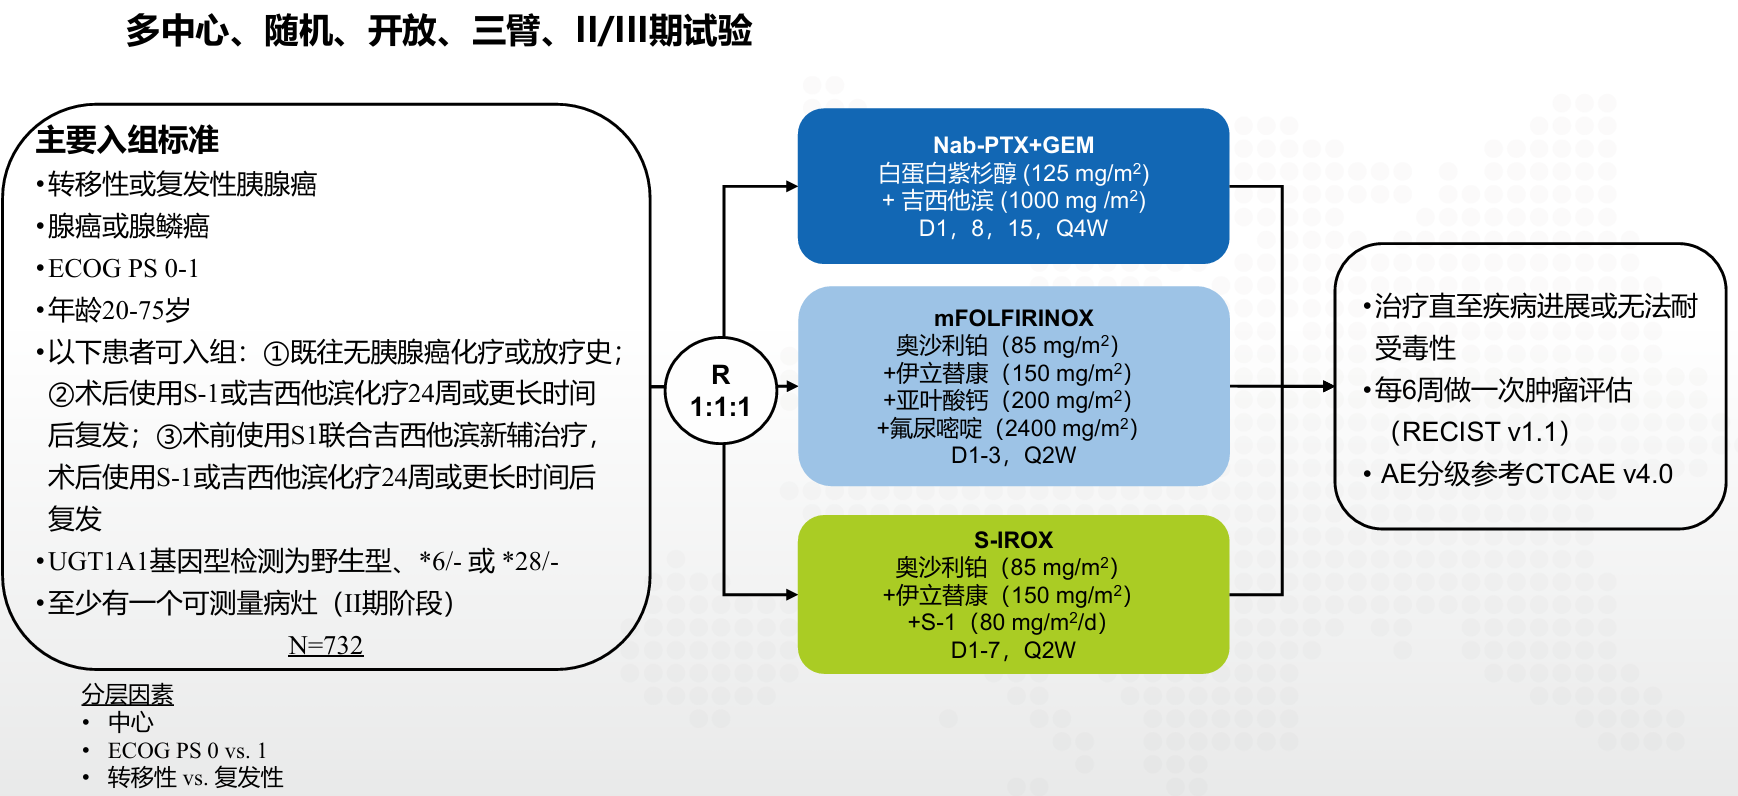 多中心、随机、开放、三臂、II/III期试验
主要入组标准
•转移性或复发性胰腺癌
•腺癌或腺鳞癌
•ECOG PS 0-1
•年龄20-75岁
•以下患者可入组：①既往无胰腺癌化疗或放疗史；
②术后使用S-1或吉西他滨化疗24周或更长时间
后复发；③术前使用S1联合吉西他滨新辅治疗，
术后使用S-1或吉西他滨化疗24周或更长时间后
复发
•UGT1A1基因型检测为野生型、*6/- 或 *28/-
•至少有一个可测量病灶（II期阶段）
N=732
分层因素
• 中心
• ECOG PS 0 vs. 1
• 转移性 vs. 复发性
R
1:1:1
Nab-PTX+GEM
白蛋白紫杉醇 (125 mg/m²)
+ 吉西他滨 (1000 mg /m²)
D1，8，15，Q4W
mFOLFIRINOX
奥沙利铂（85 mg/m²）
+伊立替康（150 mg/m²）
+亚叶酸钙（200 mg/m²）
+氟尿嘧啶（2400 mg/m²）
D1-3，Q2W
S-IROX
奥沙利铂（85 mg/m²）
+伊立替康（150 mg/m²）
+S-1（80 mg/m²/d）
D1-7，Q2W
•治疗直至疾病进展或无法耐
受毒性
•每6周做一次肿瘤评估
（RECIST v1.1）
• AE分级参考CTCAE v4.0